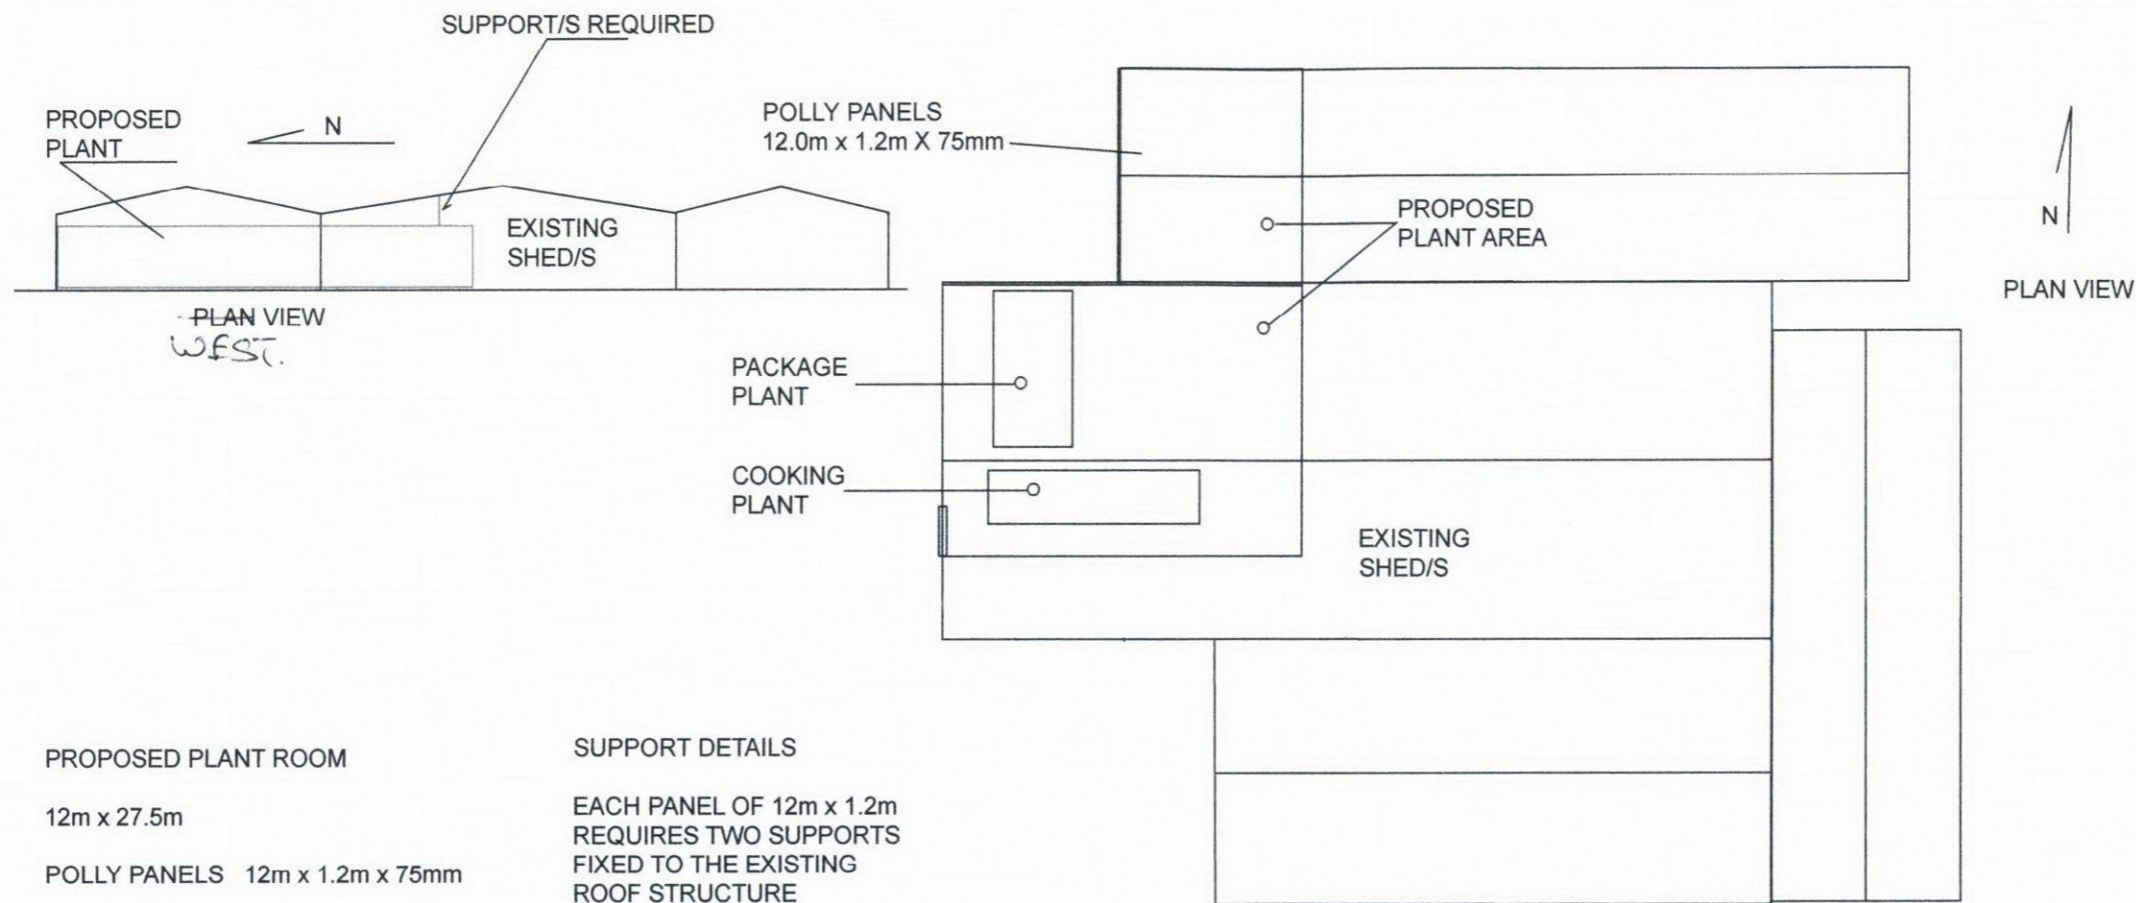 SUPPORT/S REQUIRED
PROPOSED
PLANT
N
EXISTING
SHED/S
PLAN VIEW
WEST.
POLLY PANELS
12.0m x 1.2m X 75mm
PROPOSED
PLANT AREA
N
PLAN VIEW
PACKAGE
PLANT
COOKING
PLANT
EXISTING
SHED/S
PROPOSED PLANT ROOM
12m x 27.5m
POLLY PANELS 12m x 1.2m x 75mm
SUPPORT DETAILS
EACH PANEL OF 12m x 1.2m
REQUIRES TWO SUPPORTS
FIXED TO THE EXISTING
ROOF STRUCTURE